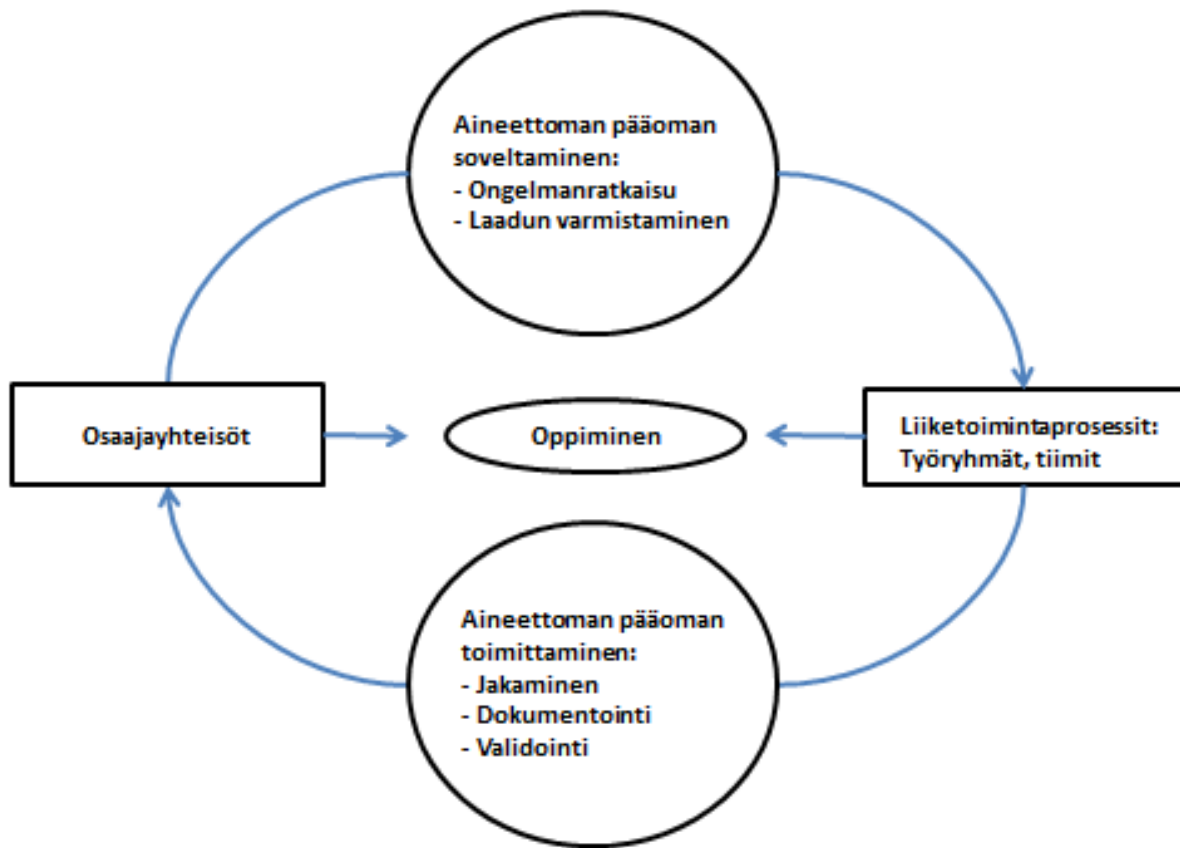 Aineettoman pääoman
soveltaminen:
- Ongelmanratkaisu
- Laadun varmistaminen
Osaajayhteisöt
Oppiminen
Liiketoimintaprosessit:
Työryhmät, tiimit
Aineettoman pääoman
toimittaminen:
- Jakaminen
- Dokumentointi
- Validointi